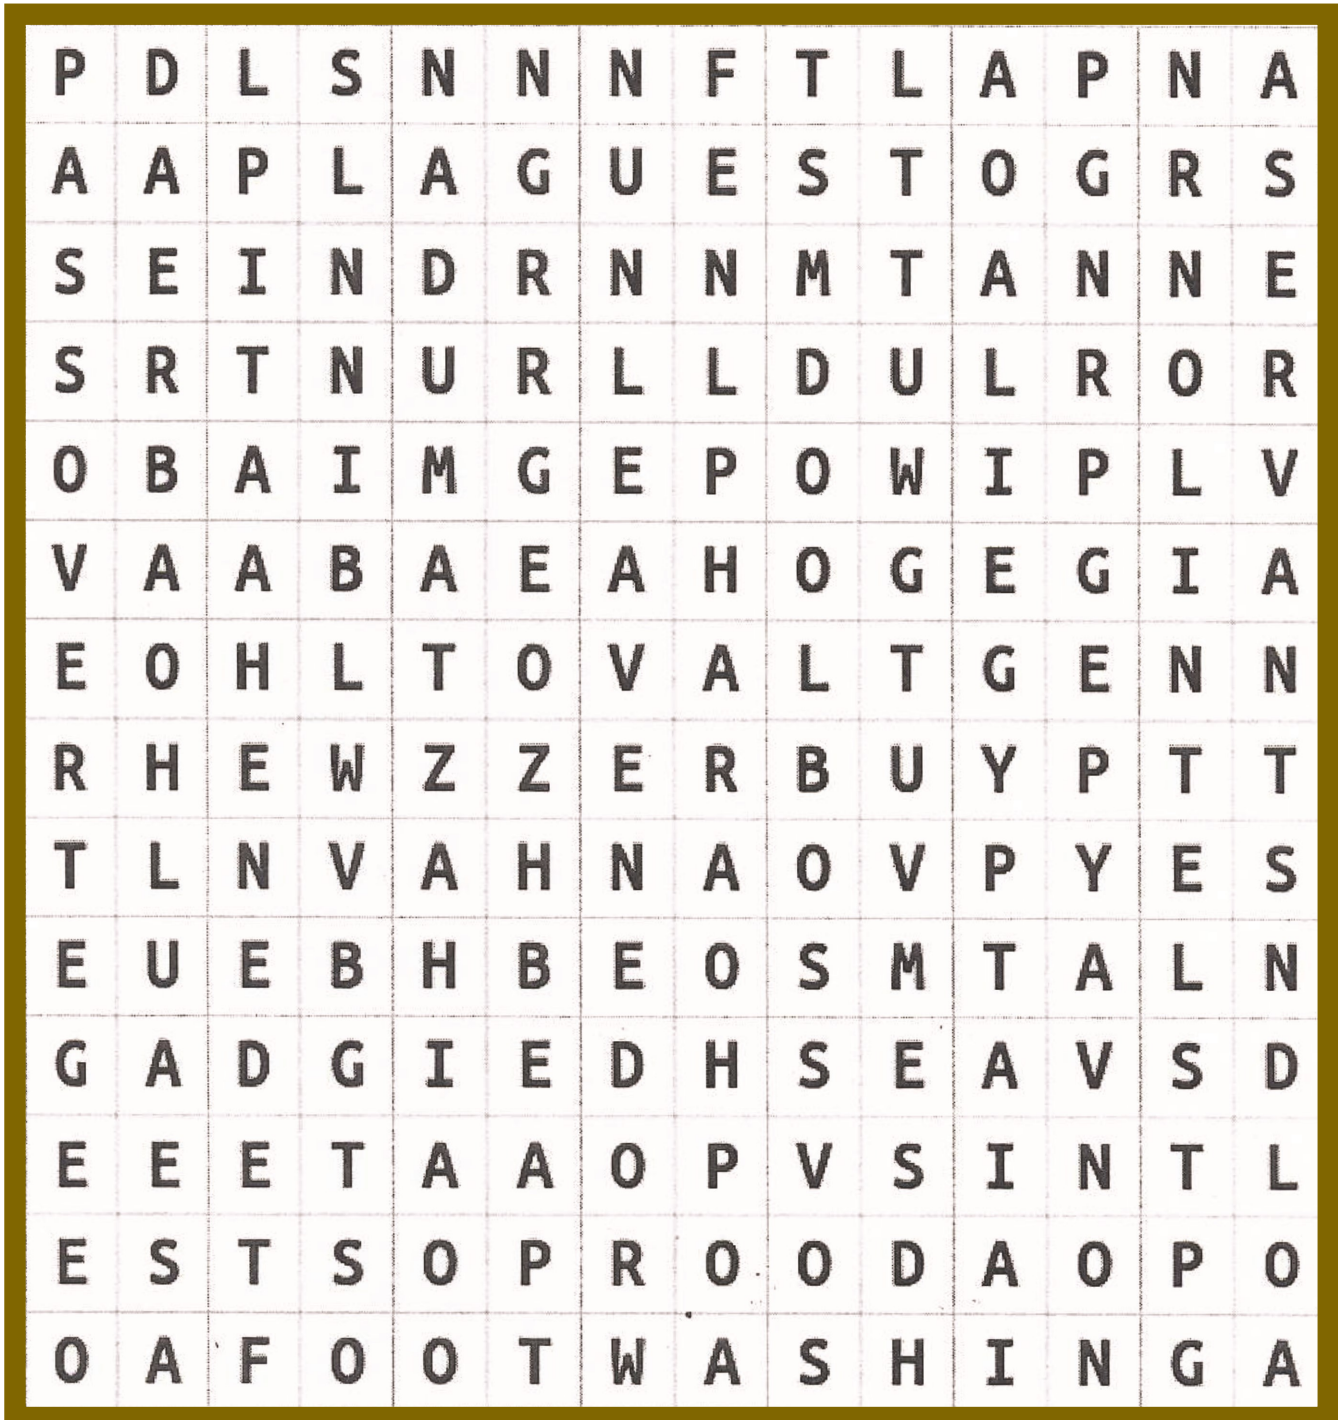 P D L S N N N F T L A P N A
A A P L A G U E S T O G R S
S E I N D R N N M T A N N E
S R T N U R L L D U L R O R
O B A I M G E P O W I P L V
V A A B A E A H O G E G I A
E O H L T O V A L T G E N N
R H E W Z Z E R B U Y P T T
T L N V A H N A O V P Y E S
E U E B H B E O S M T A L N
G A D G I E D H S E A V S D
E E E T A A O P V S I N T L
E S T S O P R O O D A O P O
O A F O O T W A S H I N G A